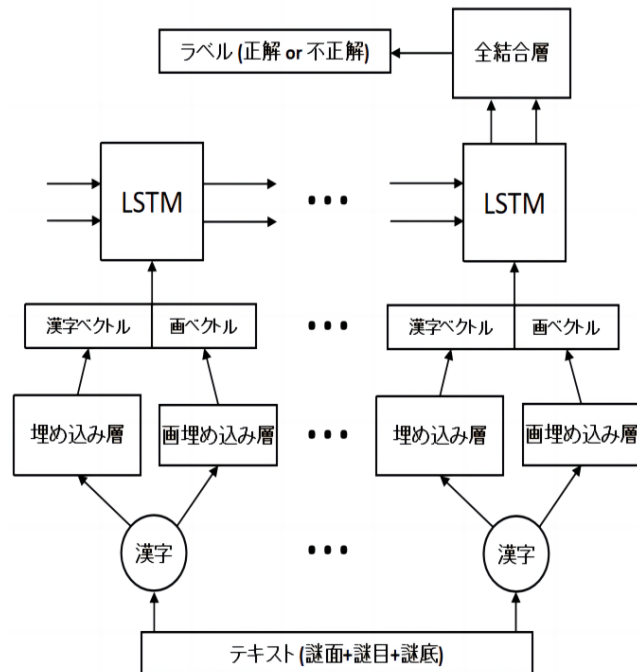 ラベル (正解 or 不正解)
全結合層
LSTM
...
LSTM
漢字ベクトル
画ベクトル
...
漢字ベクトル
画ベクトル
埋め込み層
画埋め込み層
...
埋め込み層
画埋め込み層
漢字
...
漢字
テキスト (謎面+謎目+謎底)